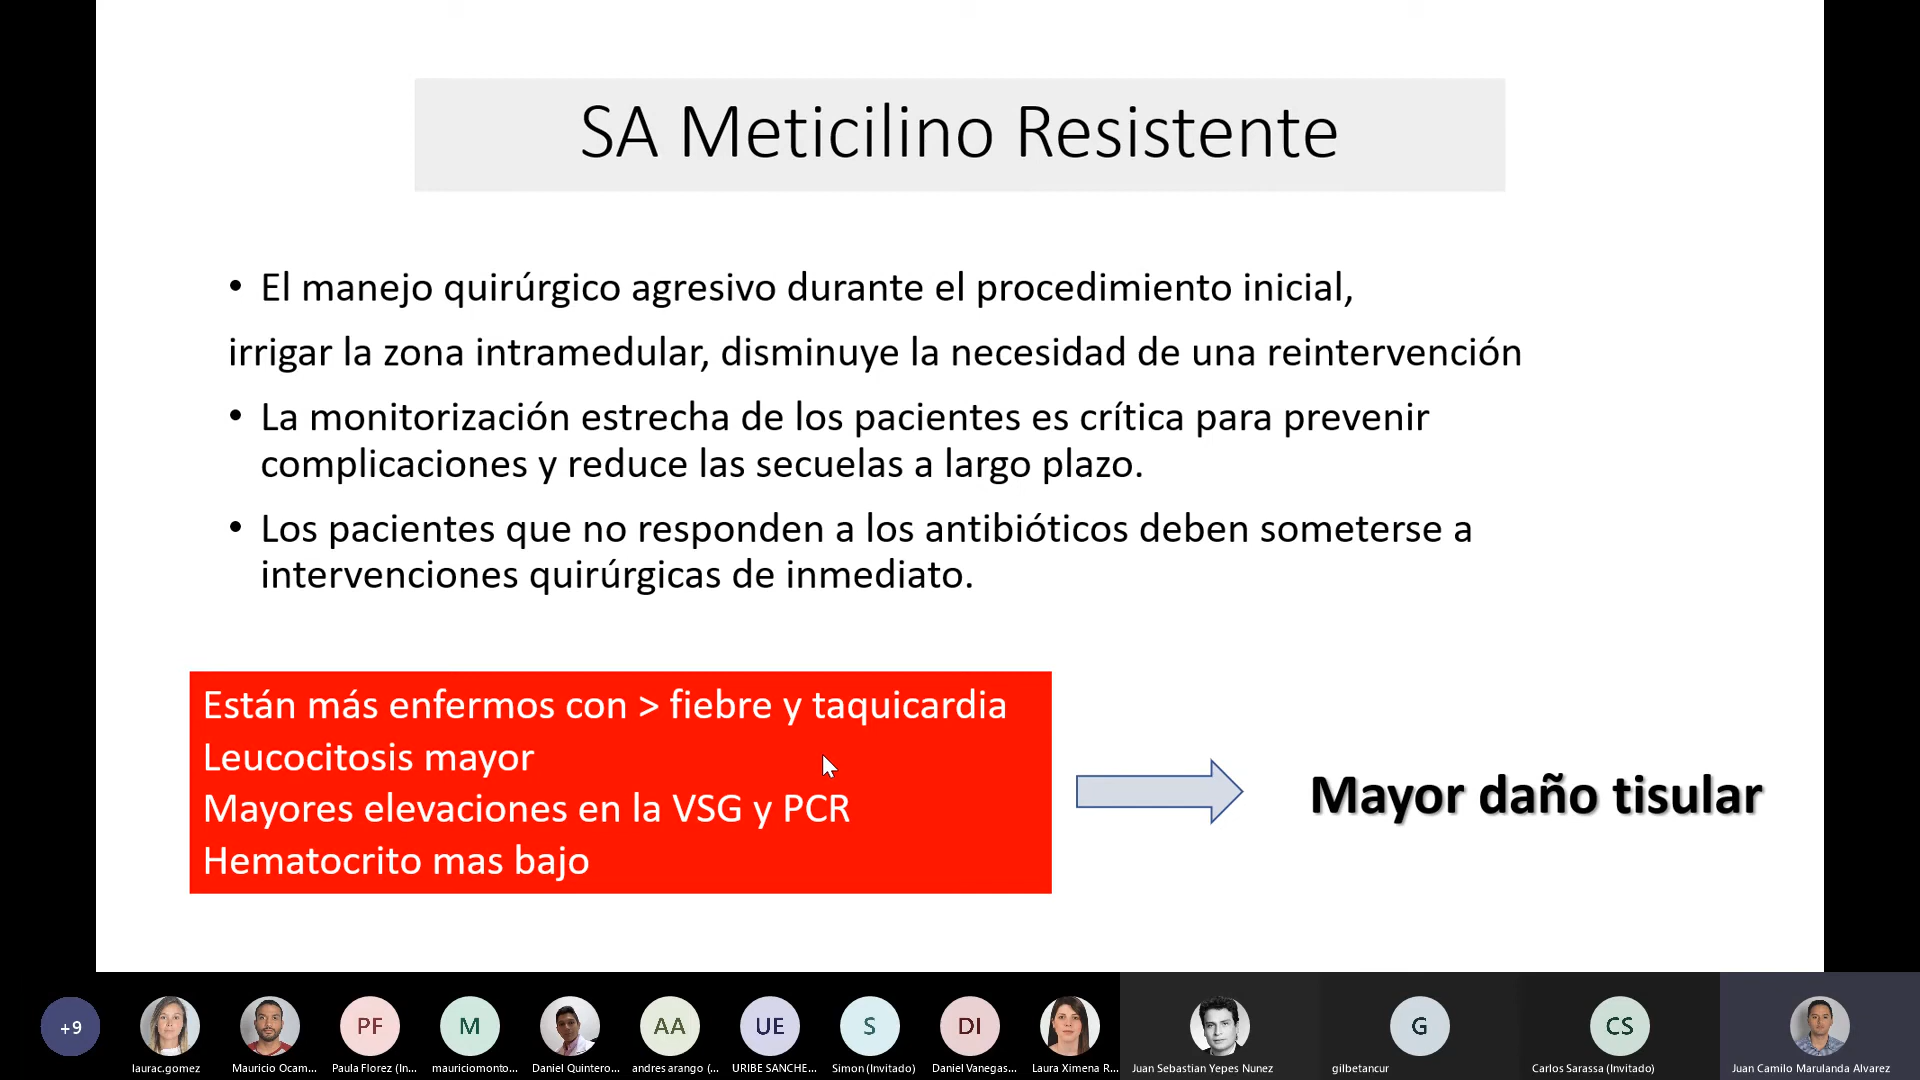 SA Meticilino Resistente
• El manejo quirúrgico agresivo durante el procedimiento inicial,
irrigar la zona intramedular, disminuye la necesidad de una reintervención
• La monitorización estrecha de los pacientes es crítica para prevenir
complicaciones y reduce las secuelas a largo plazo.
• Los pacientes que no responden a los antibióticos deben someterse a
intervenciones quirúrgicas de inmediato.
Están más enfermos con > fiebre y taquicardia
Leucocitosis mayor
Mayores elevaciones en la VSG y PCR
Hematocrito mas bajo
Mayor daño tisular
+9 PF M AA UE S DI G CS
laurac.gomez Mauricio Ocam... Paula Florez (In... mauriciomonto... Daniel Quintero... andres arango (... URIBE SANCHE... Simon (Invitado) Daniel Vanegas... Laura Ximena R... Juan Sebastian Yepes Nunez gilbetancur Carlos Sarassa (Invitado) Juan Camilo Marulanda Alvarez